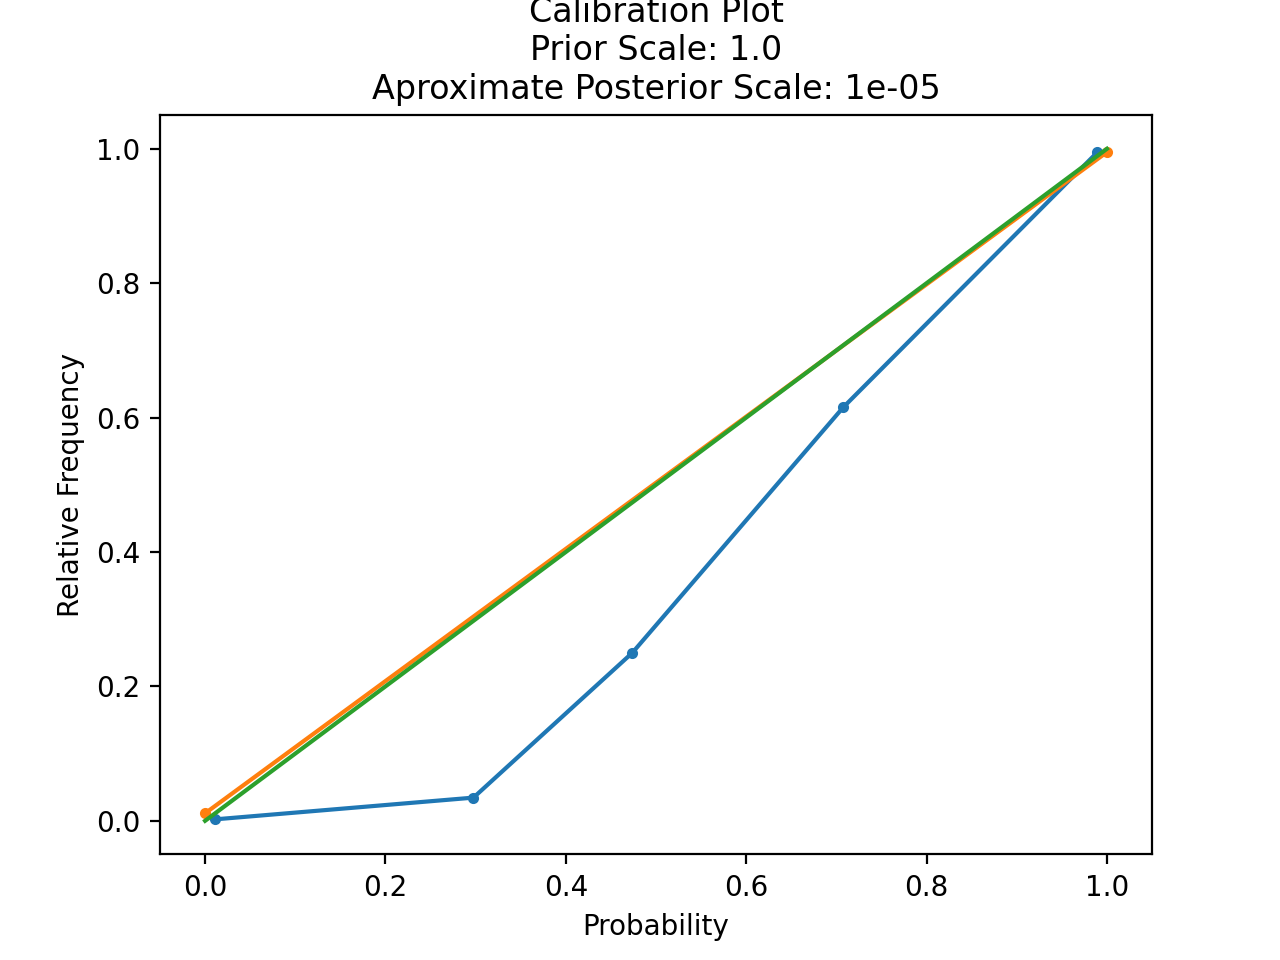 Calibration Plot
Prior Scale: 1.0
Aproximate Posterior Scale: 1e-05
1.0
0.8
0.6
0.4
0.2
0.0
Relative Frequency
0.0 0.2 0.4 0.6 0.8 1.0
Probability